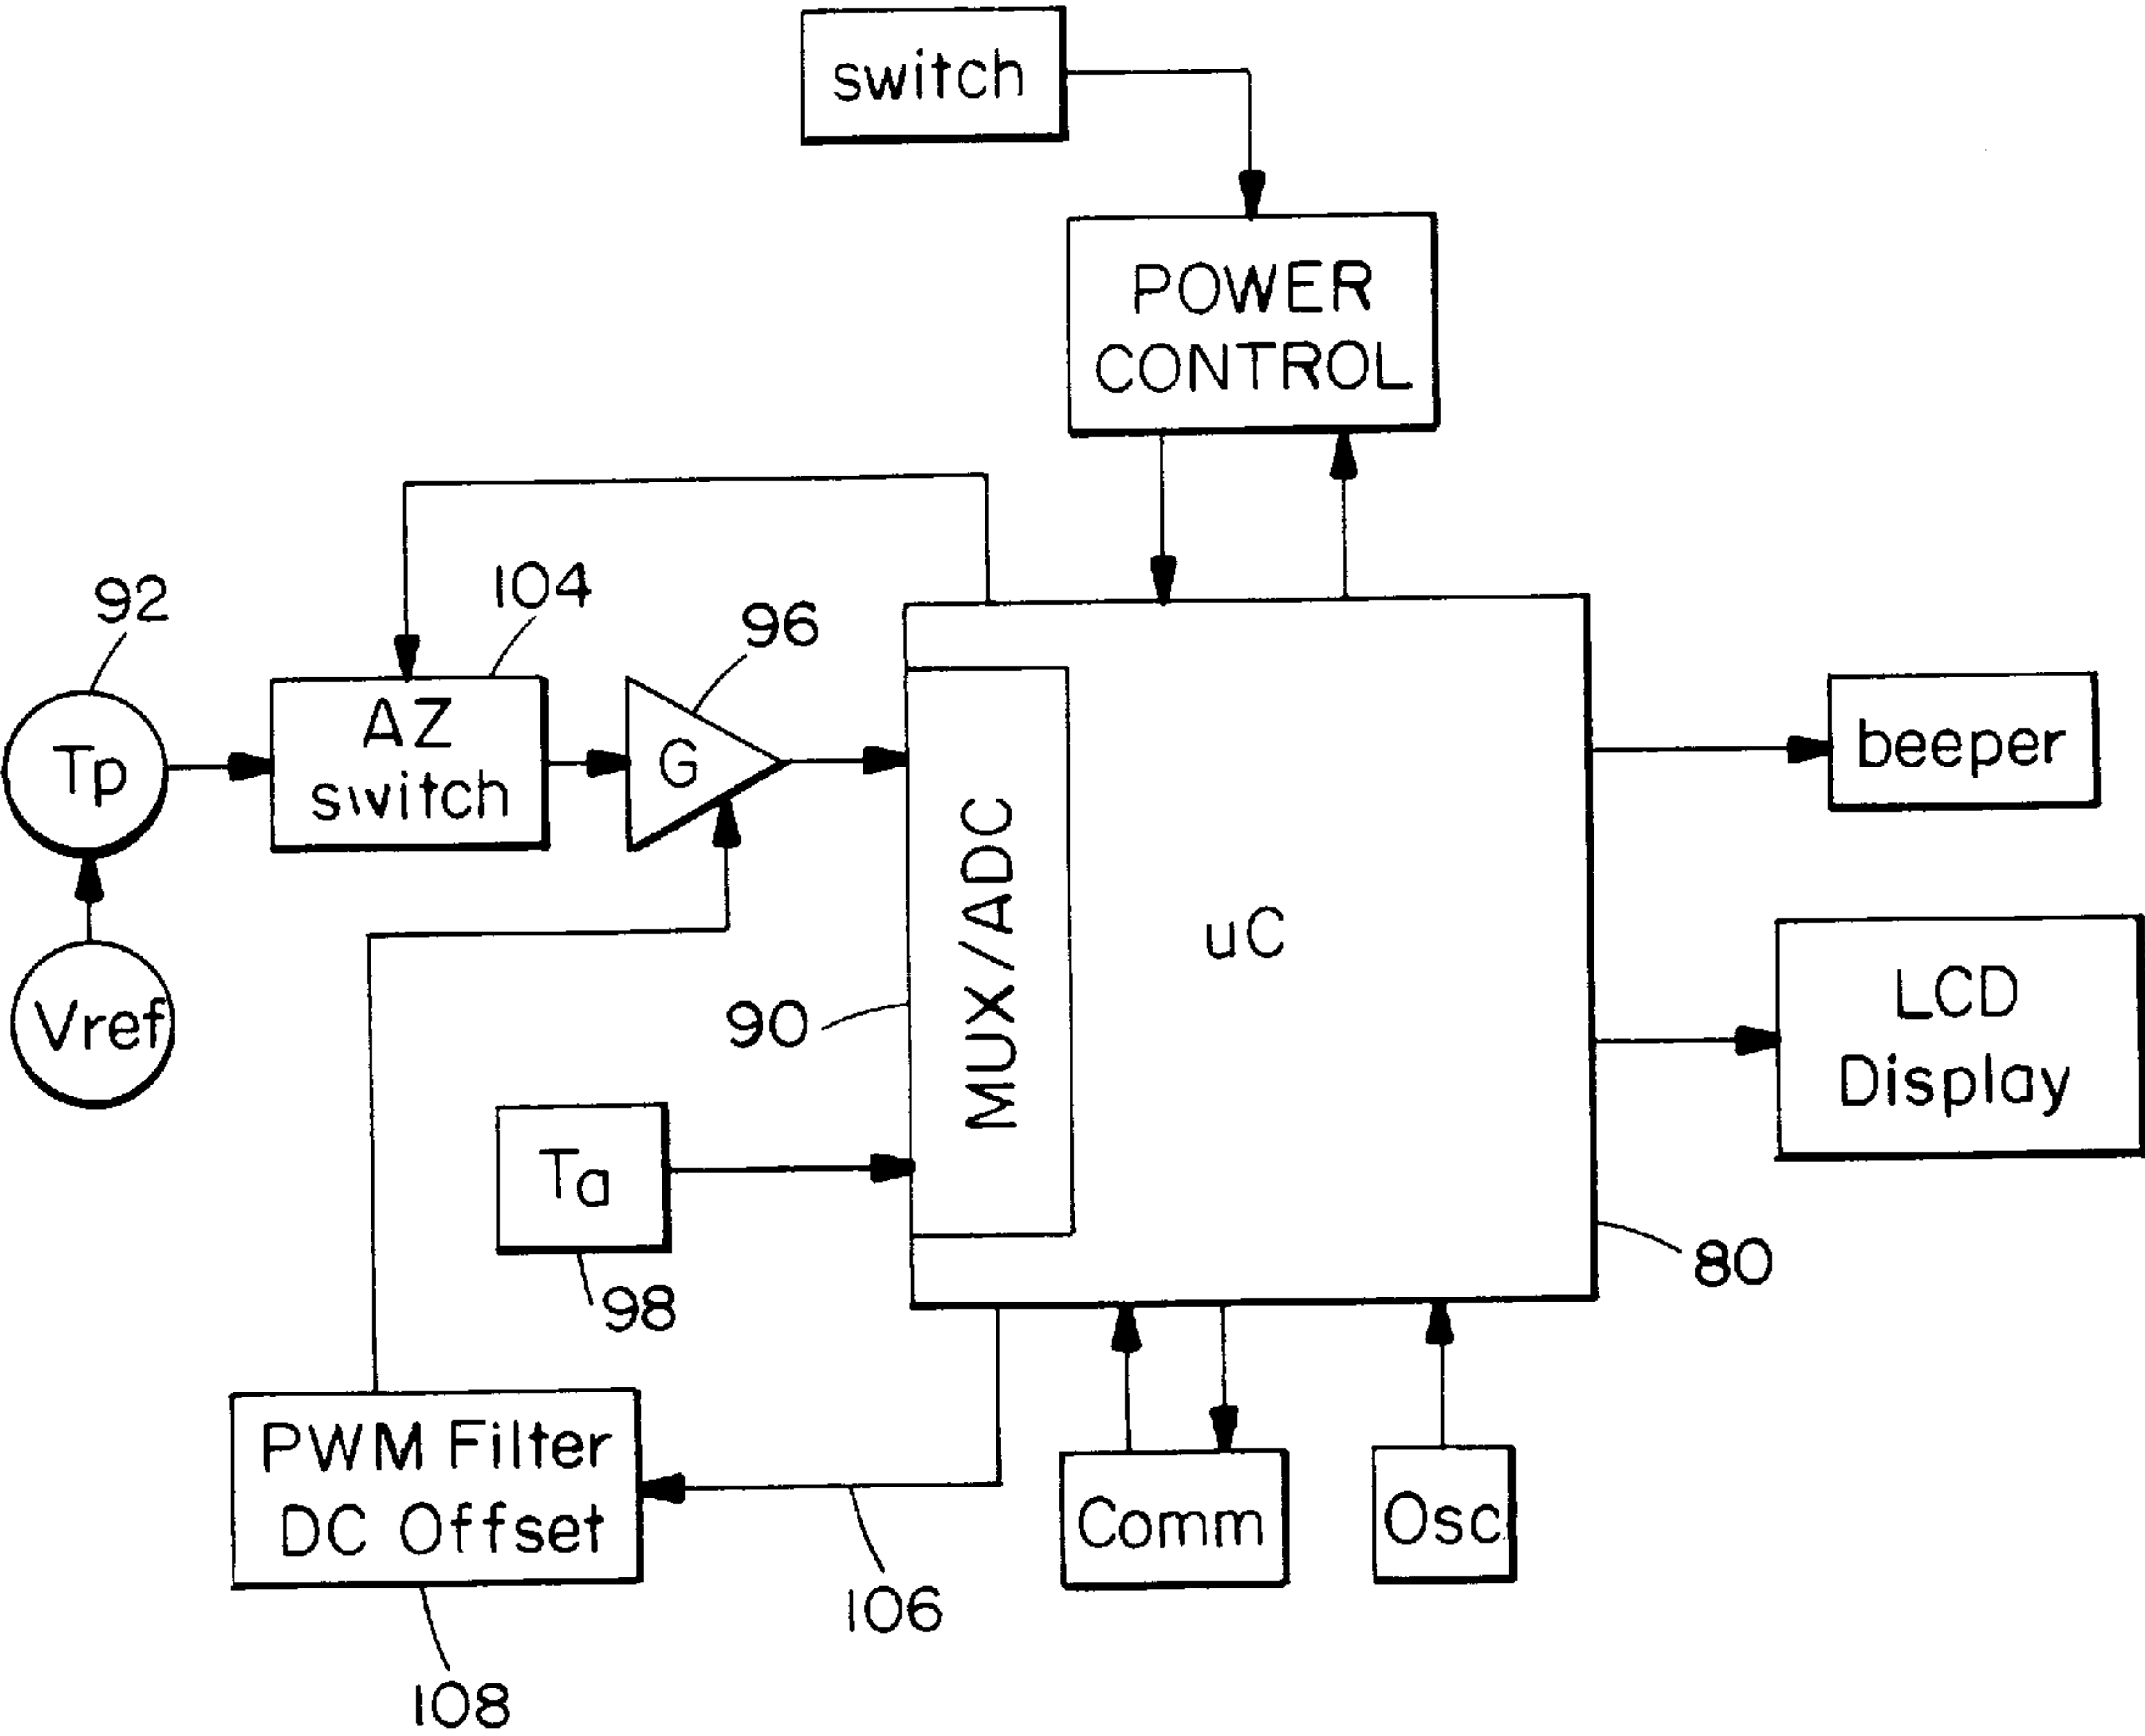 switch
POWER
CONTROL
92
104
96
Tp
AZ
switch
G
beeper
MUX/ADC
uC
Vref
90
LCD
Display
Ta
98
80
PWM Filter
DC Offset
Comm
Osc
106
108